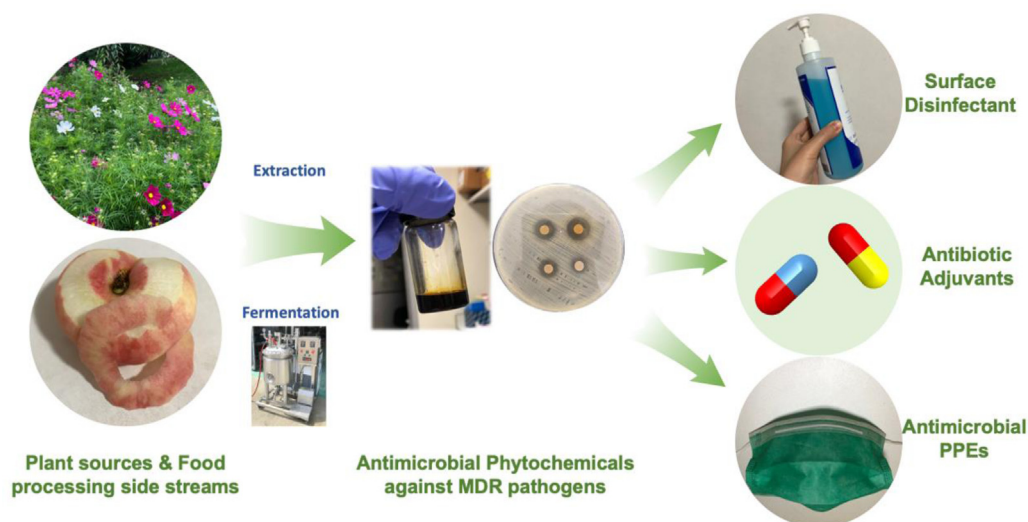 Extraction
Fermentation
Plant sources & Food
processing side streams
Antimicrobial Phytochemicals
against MDR pathogens
Surface
Disinfectant
Antibiotic
Adjuvants
Antimicrobial
PPEs